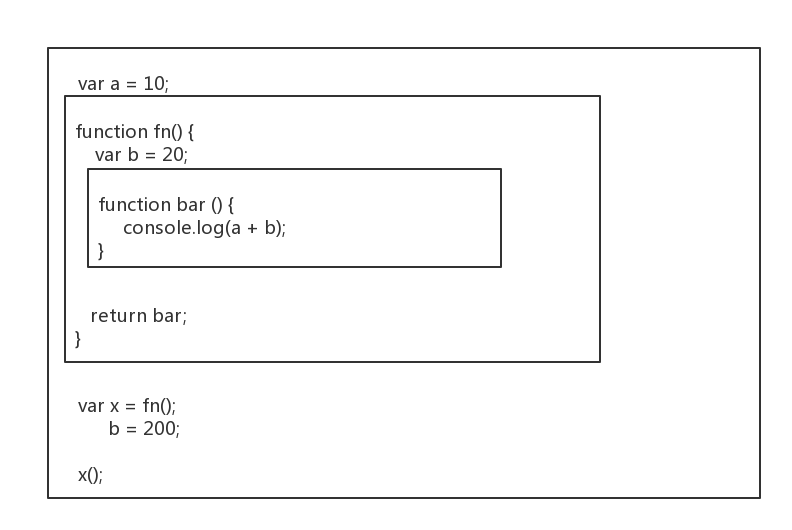 var a = 10;
function fn() {
var b = 20;
function bar () {
console.log(a + b);
}
return bar;
}
var x = fn();
b = 200;
x();